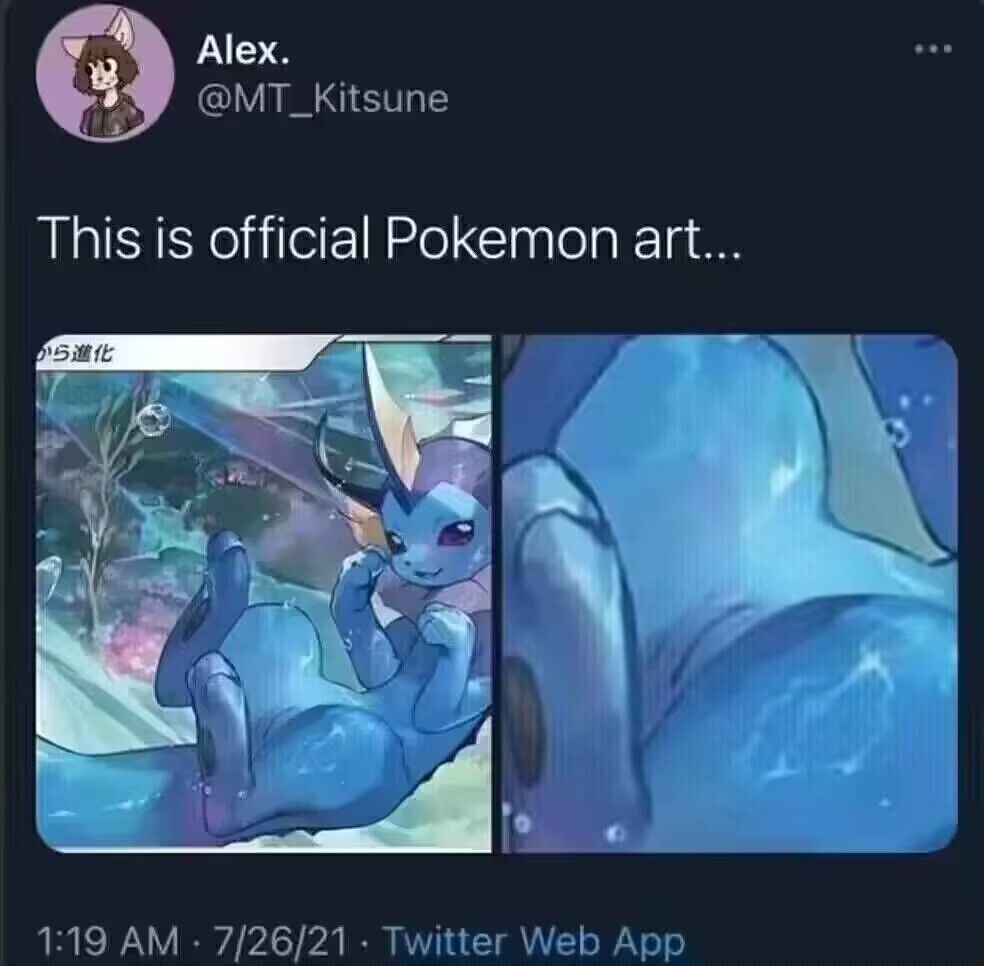 Alex.
@MT_Kitsune
This is official Pokemon art...
から進化
1:19 AM · 7/26/21 · Twitter Web App